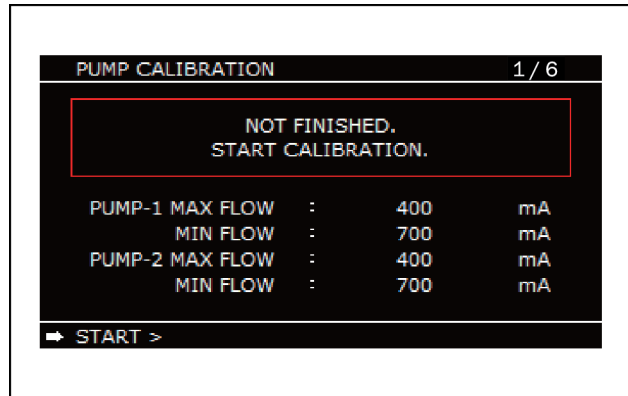 PUMP CALIBRATION 1/6
NOT FINISHED.
START CALIBRATION.
PUMP-1 MAX FLOW : 400 mA
MIN FLOW : 700 mA
PUMP-2 MAX FLOW : 400 mA
MIN FLOW : 700 mA
➡ START >